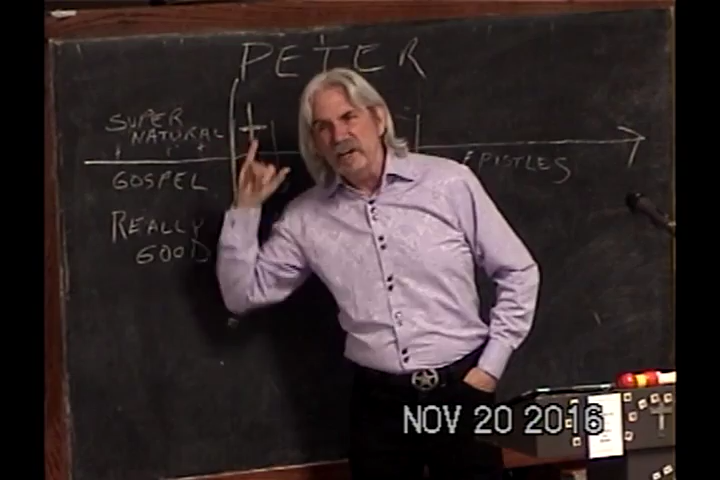 PETER
SUPER
NATURAL
GOSPEL
REALLY
GOOD
EPISTLES
NOV 20 2016